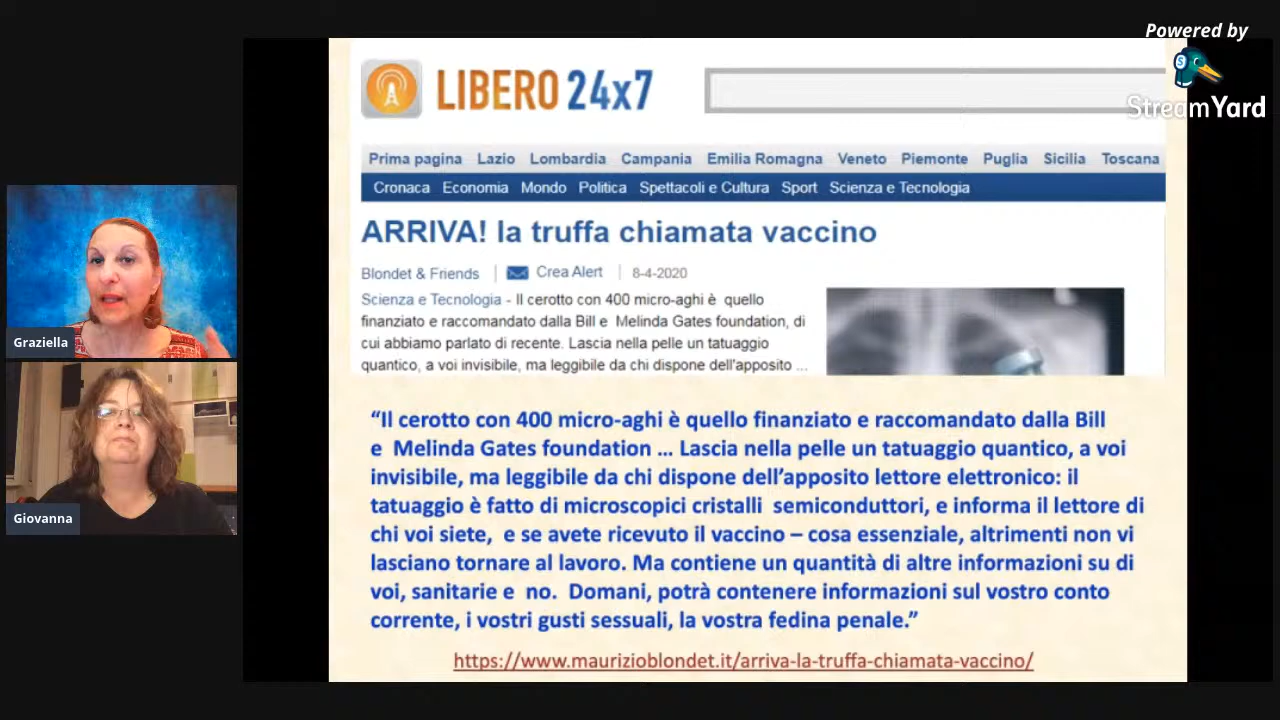 Powered by
StreamYard
LIBERO 24x7
Prima pagina Lazio Lombardia Campania Emilia Romagna Veneto Piemonte Puglia Sicilia Toscana
Cronaca Economia Mondo Politica Spettacoli e Cultura Sport Scienza e Tecnologia
ARRIVA! la truffa chiamata vaccino
Blondet & Friends | Crea Alert | 8-4-2020
Scienza e Tecnologia - Il cerotto con 400 micro-aghi è quello
finanziato e raccomandato dalla Bill e Melinda Gates foundation, di
cui abbiamo parlato di recente. Lascia nella pelle un tatuaggio
quantico, a voi invisibile, ma leggibile da chi dispone dell'apposito ...
“Il cerotto con 400 micro-aghi è quello finanziato e raccomandato dalla Bill
e Melinda Gates foundation ... Lascia nella pelle un tatuaggio quantico, a voi
invisibile, ma leggibile da chi dispone dell’apposito lettore elettronico: il
tatuaggio è fatto di microscopici cristalli semiconduttori, e informa il lettore di
chi voi siete, e se avete ricevuto il vaccino – cosa essenziale, altrimenti non vi
lasciano tornare al lavoro. Ma contiene un quantità di altre informazioni su di
voi, sanitarie e no. Domani, potrà contenere informazioni sul vostro conto
corrente, i vostri gusti sessuali, la vostra fedina penale.”
https://www.maurizioblondet.it/arriva-la-truffa-chiamata-vaccino/
Graziella
Giovanna